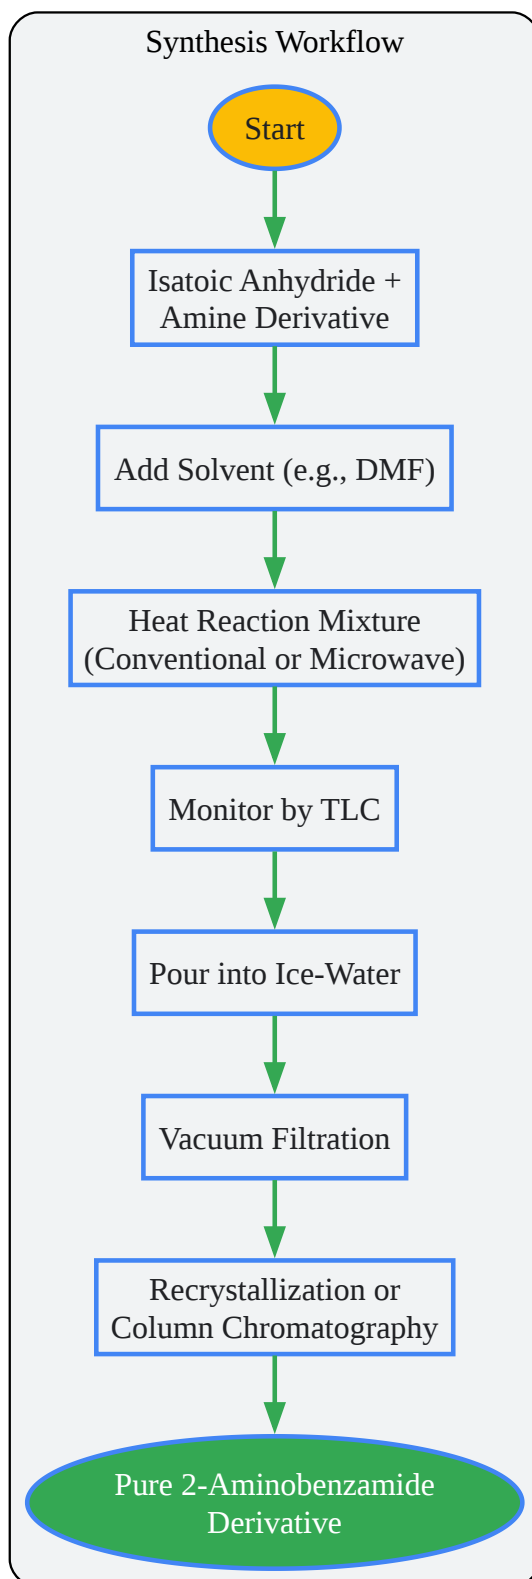 Synthesis Workflow
Start
Isatoic Anhydride +
Amine Derivative
Add Solvent (e.g., DMF)
Heat Reaction Mixture
(Conventional or Microwave)
Monitor by TLC
Pour into Ice-Water
Vacuum Filtration
Recrystallization or
Column Chromatography
Pure 2-Aminobenzamide
Derivative